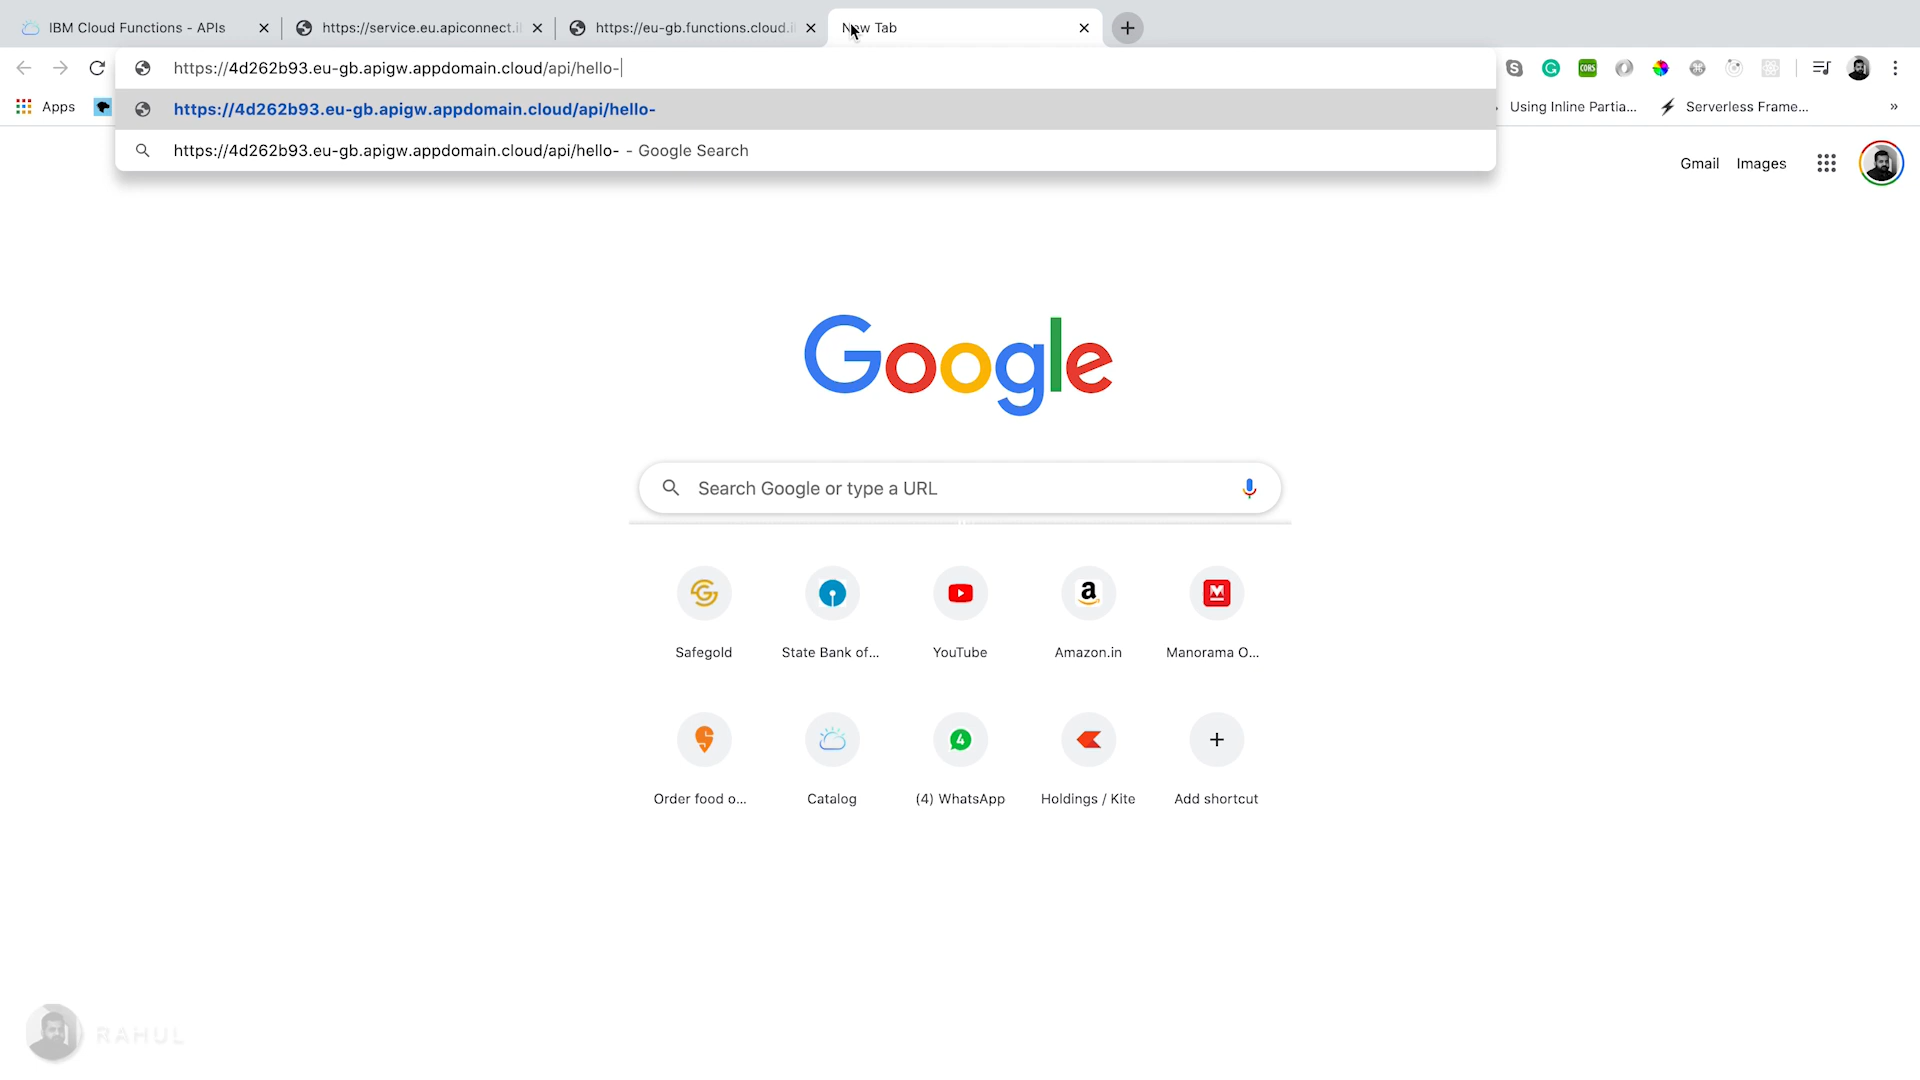 IBM Cloud Functions - APIs
https://service.eu.apiconnect.i
https://eu-gb.functions.cloud.i
New Tab
https://4d262b93.eu-gb.apigw.appdomain.cloud/api/hello-
CORS
Apps
https://4d262b93.eu-gb.apigw.appdomain.cloud/api/hello-
Using Inline Partia...
Serverless Frame...
»
https://4d262b93.eu-gb.apigw.appdomain.cloud/api/hello- - Google Search
Gmail
Images
Google
Search Google or type a URL
Safegold
State Bank of...
YouTube
Amazon.in
Manorama O...
4
Order food o...
Catalog
(4) WhatsApp
Holdings / Kite
Add shortcut
RAHUL